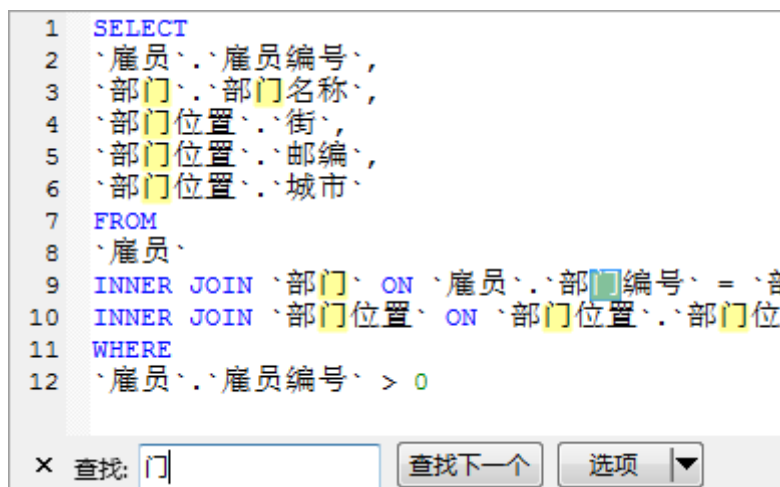 1 SELECT
2 `雇员`.`雇员编号`,
3 `部门`.`部门名称`,
4 `部门位置`.`街`,
5 `部门位置`.`邮编`,
6 `部门位置`.`城市`
7 FROM
8 `雇员`
9 INNER JOIN `部门` ON `雇员`.`部门编号` = `
10 INNER JOIN `部门位置` ON `部门位置`.`部门位
11 WHERE
12 `雇员`.`雇员编号` > 0
× 查找: 门 查找下一个 选项